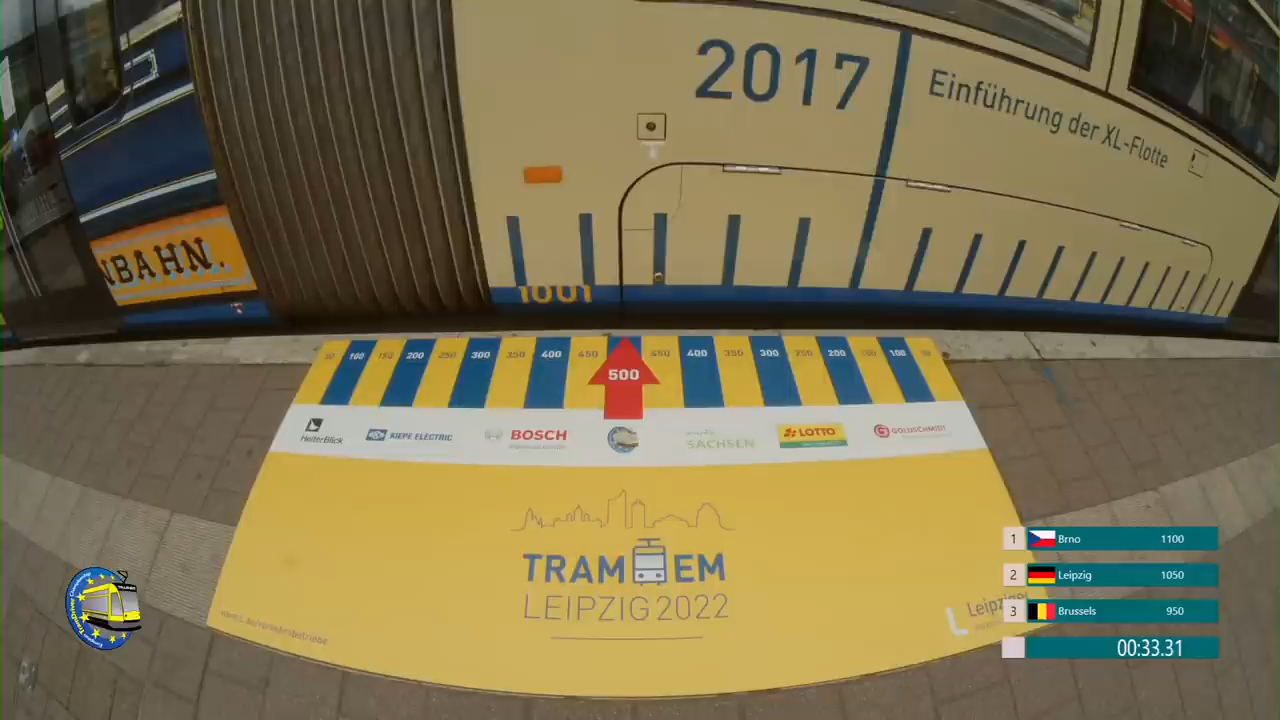 2017
Einführung der XL-Flotte
NBAHN.
1001
50 100 150 200 250 300 350 400 450 500 450 400 350 300 250 200 150 100 50
HeiterBlick
KIEPE ELECTRIC
BOSCH
SACHSEN
LOTTO
GOLDSCHMIDT
TRAM EM
LEIPZIG 2022
1 Brno 1100
2 Leipzig 1050
3 Brussels 950
00:33.31